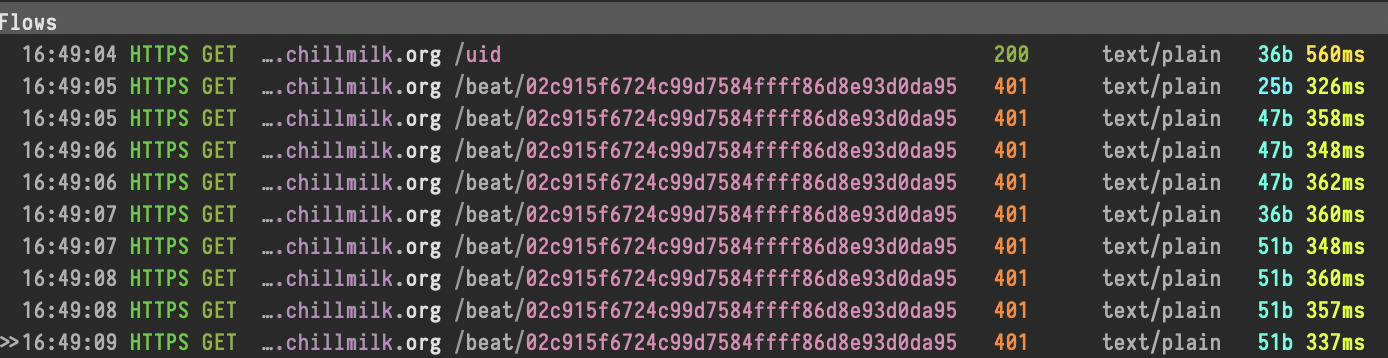 Flows
16:49:04 HTTPS GET ….chillmilk.org /uid 200 text/plain 36b 560ms
16:49:05 HTTPS GET ….chillmilk.org /beat/02c915f6724c99d7584ffff86d8e93d0da95 401 text/plain 25b 326ms
16:49:05 HTTPS GET ….chillmilk.org /beat/02c915f6724c99d7584ffff86d8e93d0da95 401 text/plain 47b 358ms
16:49:06 HTTPS GET ….chillmilk.org /beat/02c915f6724c99d7584ffff86d8e93d0da95 401 text/plain 47b 348ms
16:49:06 HTTPS GET ….chillmilk.org /beat/02c915f6724c99d7584ffff86d8e93d0da95 401 text/plain 47b 362ms
16:49:07 HTTPS GET ….chillmilk.org /beat/02c915f6724c99d7584ffff86d8e93d0da95 401 text/plain 36b 360ms
16:49:07 HTTPS GET ….chillmilk.org /beat/02c915f6724c99d7584ffff86d8e93d0da95 401 text/plain 51b 348ms
16:49:08 HTTPS GET ….chillmilk.org /beat/02c915f6724c99d7584ffff86d8e93d0da95 401 text/plain 51b 360ms
16:49:08 HTTPS GET ….chillmilk.org /beat/02c915f6724c99d7584ffff86d8e93d0da95 401 text/plain 51b 357ms
>>16:49:09 HTTPS GET ….chillmilk.org /beat/02c915f6724c99d7584ffff86d8e93d0da95 401 text/plain 51b 337ms